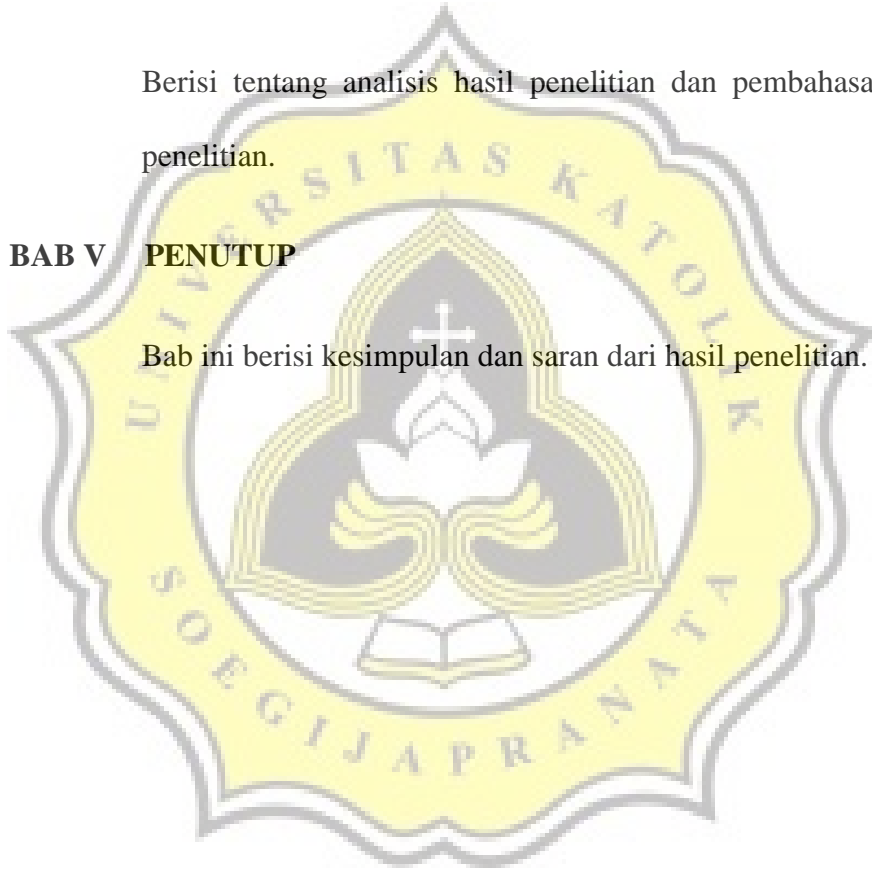 Berisi tentang analisis hasil penelitian dan pembahasa
penelitian.
BAB V PENUTUP
Bab ini berisi kesimpulan dan saran dari hasil penelitian.
UNIVERSITAS KATOLIK
SOEGIJAPRANATA